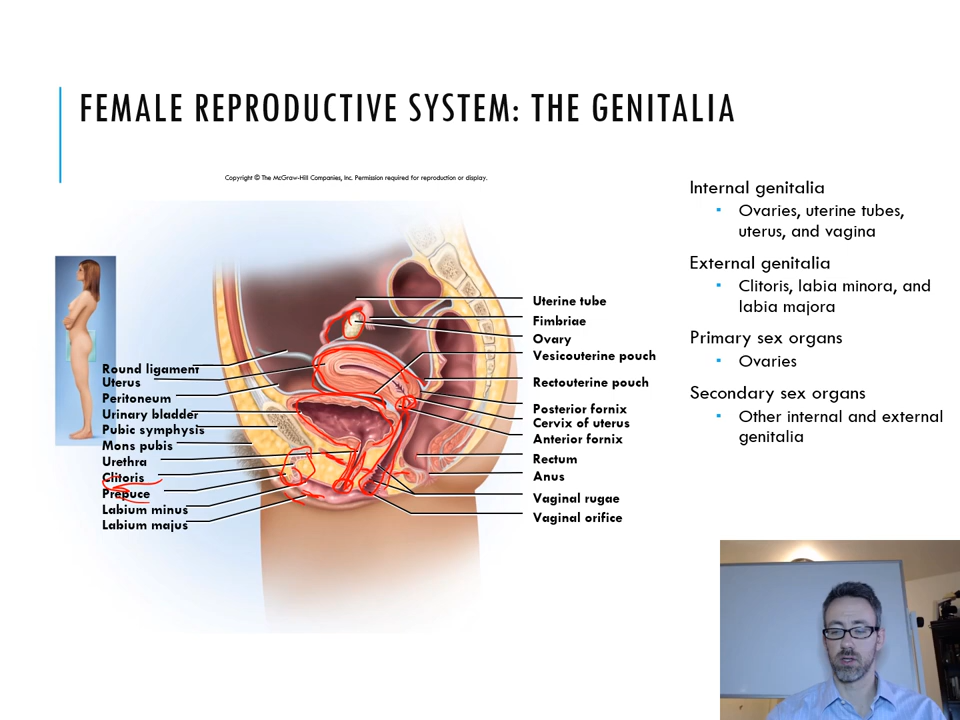 FEMALE REPRODUCTIVE SYSTEM: THE GENITALIA
Copyright © The McGraw-Hill Companies, Inc. Permission required for reproduction or display.
Round ligament
Uterus
Peritoneum
Urinary bladder
Pubic symphysis
Mons pubis
Urethra
Clitoris
Prepuce
Labium minus
Labium majus
Uterine tube
Fimbriae
Ovary
Vesicouterine pouch
Rectouterine pouch
Posterior fornix
Cervix of uterus
Anterior fornix
Rectum
Anus
Vaginal rugae
Vaginal orifice
Internal genitalia
▪ Ovaries, uterine tubes,
uterus, and vagina
External genitalia
▪ Clitoris, labia minora, and
labia majora
Primary sex organs
▪ Ovaries
Secondary sex organs
▪ Other internal and external
genitalia